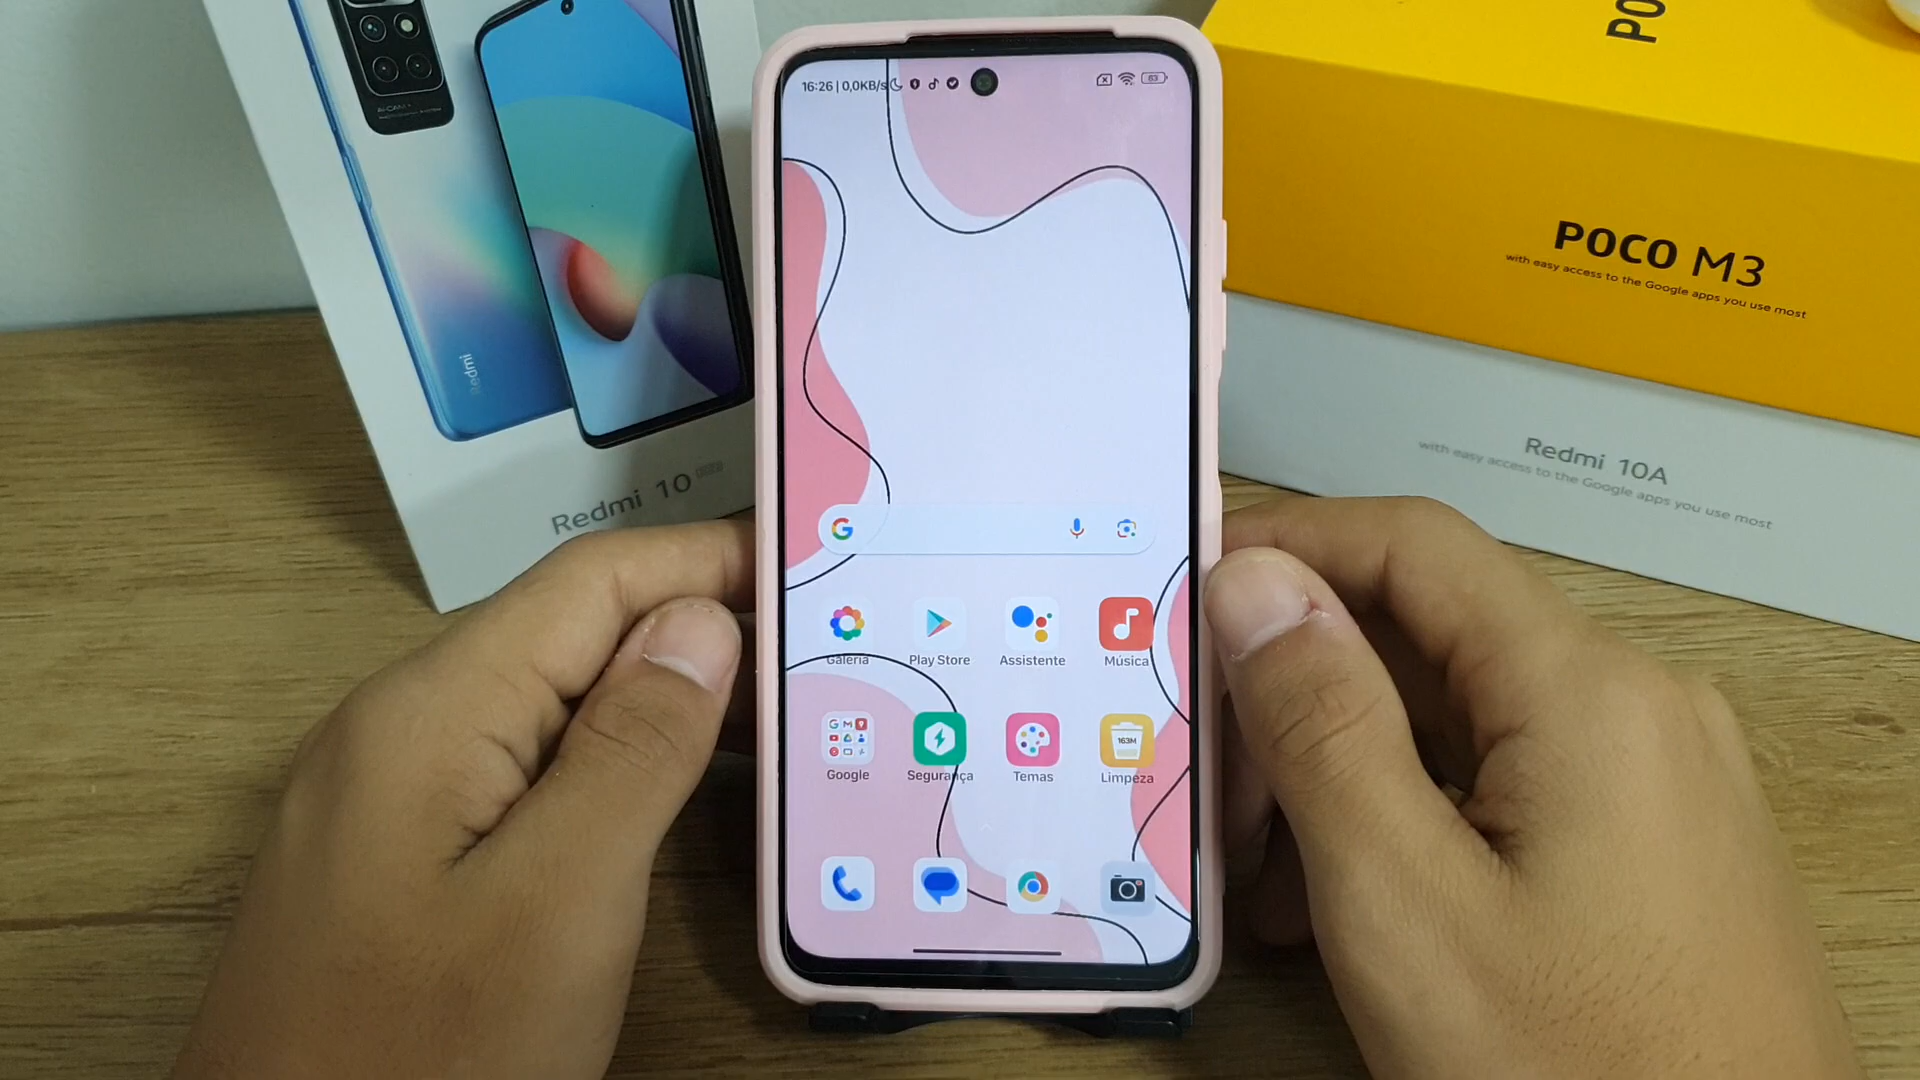 Redmi
Redmi 10
PO
POCO M3
with easy access to the Google apps you use most
Redmi 10A
with easy access to the Google apps you use most
16:26 | 0,0KB/s
63
Galeria
Play Store
Assistente
Música
Google
Segurança
Temas
163M
Limpeza